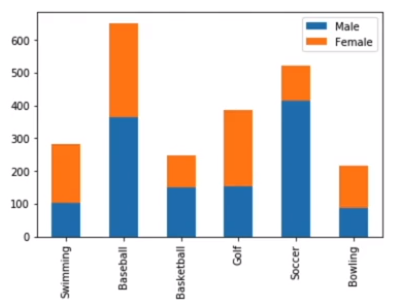 Male
Female
600
500
400
300
200
100
0
Swimming
Baseball
Basketball
Golf
Soccer
Bowling